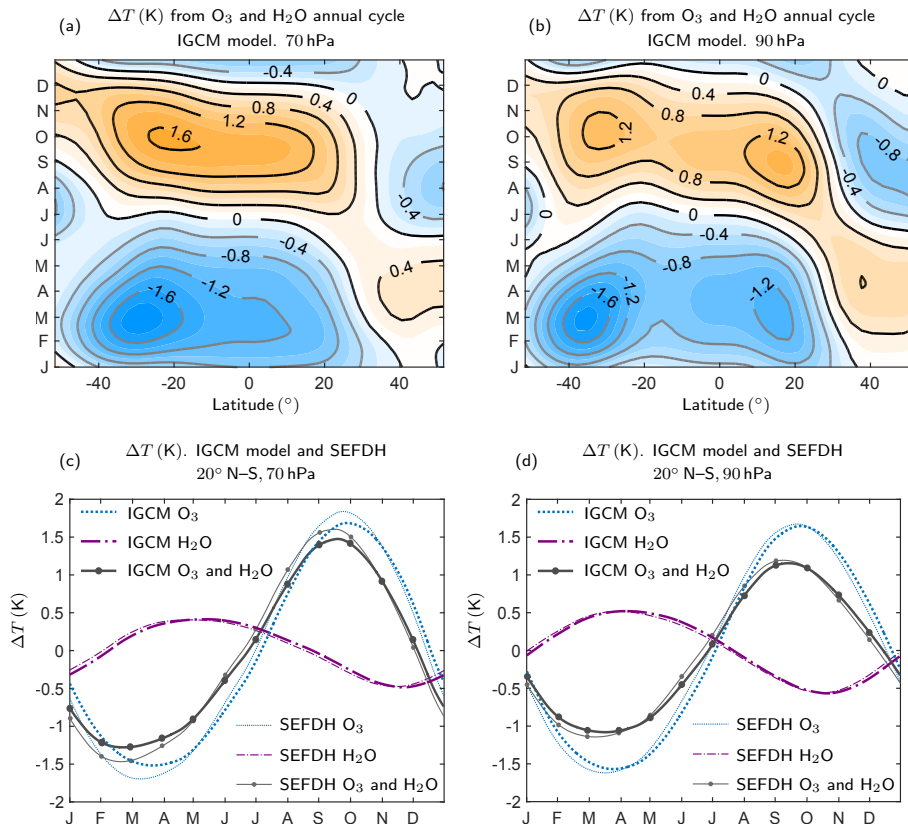 (a)
ΔT (K) from O₃ and H₂O annual cycle
IGCM model. 70 hPa
D
N
O
S
A
J
J
M
A
M
F
J
-40
-20
0
20
40
Latitude (°)
-0.4
0
0.4
0.8
1.2
1.6
0
-0.4
-0.4
-0.8
-1.2
-1.6
0.4
(b)
ΔT (K) from O₃ and H₂O annual cycle
IGCM model. 90 hPa
D
N
O
S
A
J
J
M
A
M
F
J
-40
-20
0
20
40
Latitude (°)
-0.4
0
0
0.4
0.8
1.2
1.2
-0.8
0.8
0.4
0
0
-0.4
-0.8
-1.2
-1.2
-1.6
(c)
ΔT (K). IGCM model and SEFDH
20° N–S, 70 hPa
2
1.5
1
0.5
0
-0.5
-1
-1.5
-2
ΔT (K)
IGCM O₃
IGCM H₂O
IGCM O₃ and H₂O
SEFDH O₃
SEFDH H₂O
SEFDH O₃ and H₂O
J F M A M J J A S O N D
(d)
ΔT (K). IGCM model and SEFDH
20° N–S, 90 hPa
2
1.5
1
0.5
0
-0.5
-1
-1.5
-2
ΔT (K)
IGCM O₃
IGCM H₂O
IGCM O₃ and H₂O
SEFDH O₃
SEFDH H₂O
SEFDH O₃ and H₂O
J F M A M J J A S O N D